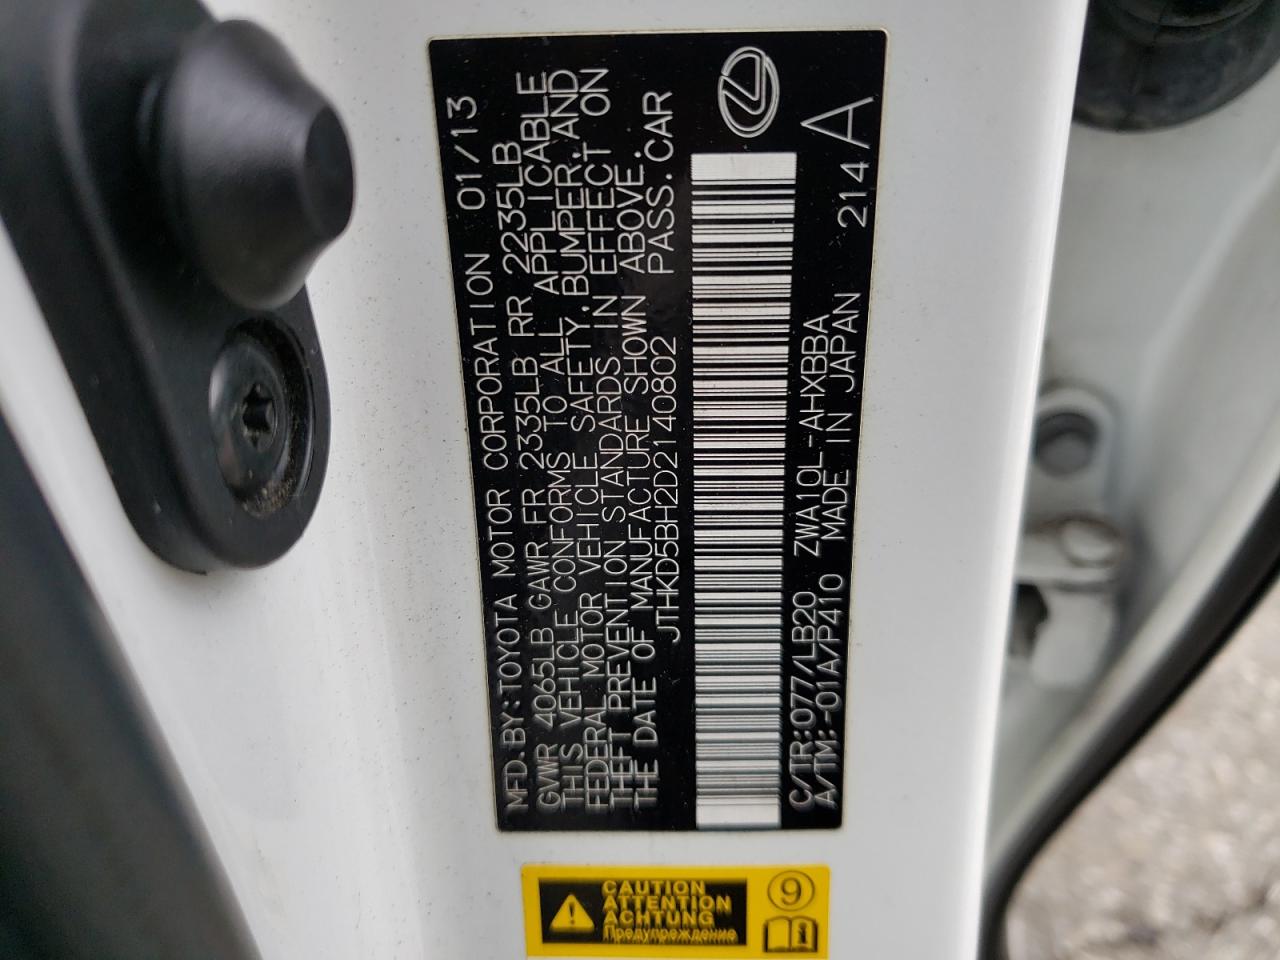 MFD.BY:TOYOTA MOTOR CORPORATION 01/13
GVWR 4065LB GAWR FR 2335LB RR 2235LB
THIS VEHICLE CONFORMS TO ALL APPLICABLE
FEDERAL MOTOR VEHICLE SAFETY,BUMPER,AND
THEFT PREVENTION STANDARDS IN EFFECT ON
THE DATE OF MANUFACTURE SHOWN ABOVE.
JTHKD5BH2D2140802 PASS.CAR
C/TR:077/LB20 ZWA10L-AHXBBA 214A
A/TM:-01A/P410 MADE IN JAPAN
CAUTION
ATTENTION
ACHTUNG
Предупреждение
9
i